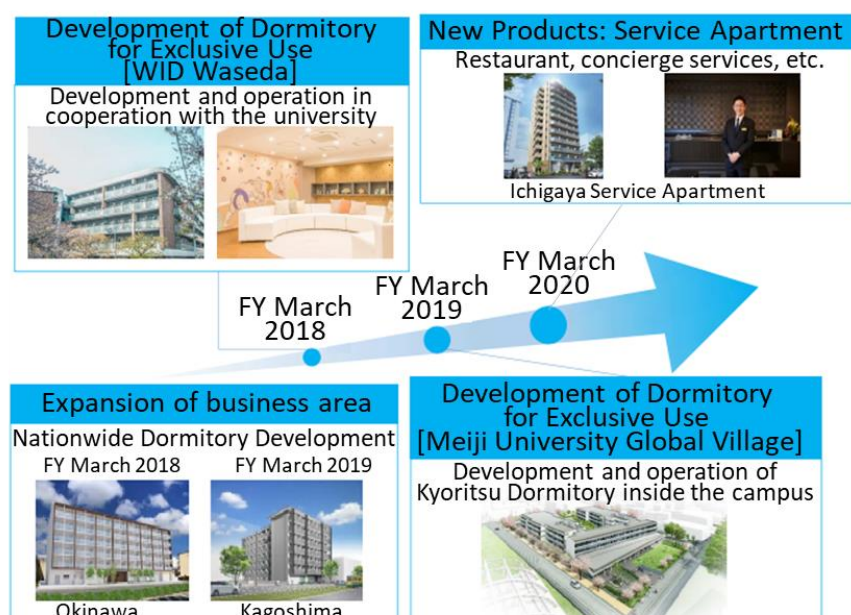 Development of Dormitory
for Exclusive Use
[WID Waseda]
Development and operation in
cooperation with the university
New Products: Service Apartment
Restaurant, concierge services, etc.
Ichigaya Service Apartment
FY March
2018
FY March
2019
FY March
2020
Expansion of business area
Nationwide Dormitory Development
FY March 2018
FY March 2019
Okinawa
Kagoshima
Development of Dormitory
for Exclusive Use
[Meiji University Global Village]
Development and operation of
Kyoritsu Dormitory inside the campus